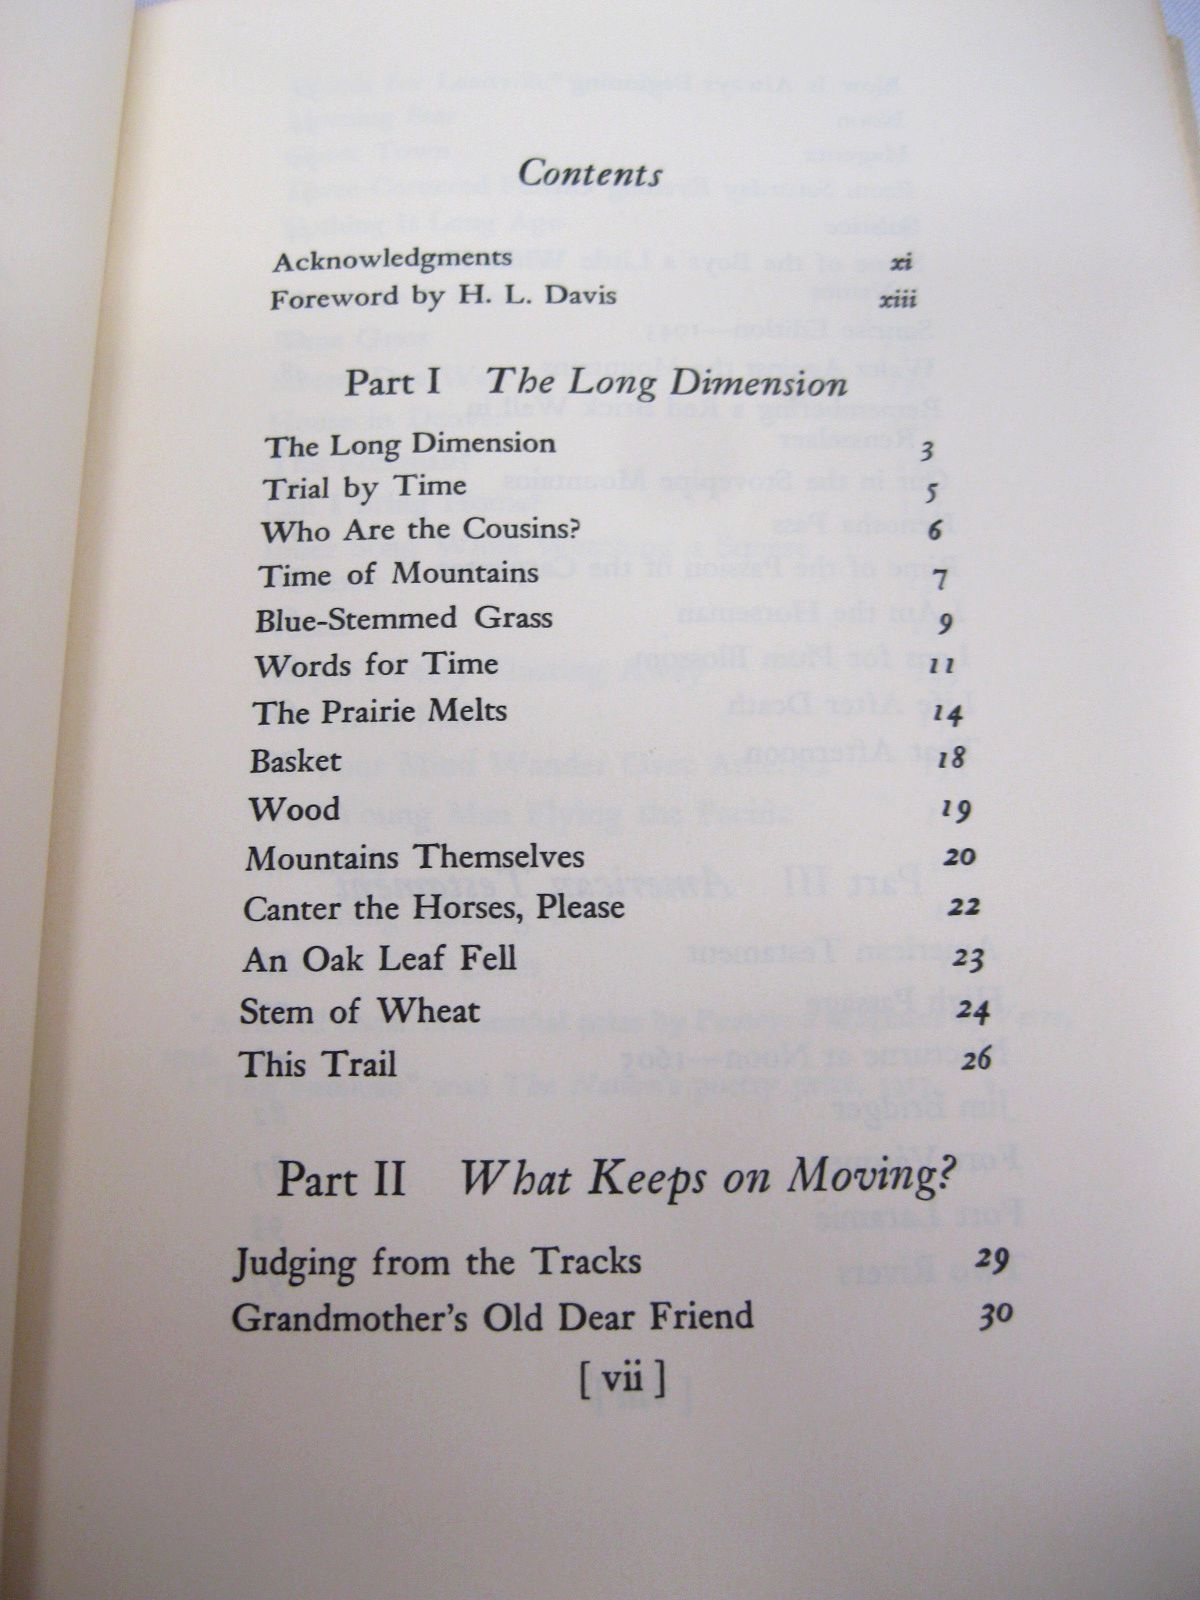 Contents
Acknowledgments xi
Foreword by H. L. Davis xiii
Part I The Long Dimension
The Long Dimension 3
Trial by Time 5
Who Are the Cousins? 6
Time of Mountains 7
Blue-Stemmed Grass 9
Words for Time 11
The Prairie Melts 14
Basket 18
Wood 19
Mountains Themselves 20
Canter the Horses, Please 22
An Oak Leaf Fell 23
Stem of Wheat 24
This Trail 26
Part II What Keeps on Moving?
Judging from the Tracks 29
Grandmother's Old Dear Friend 30
[ vii ]